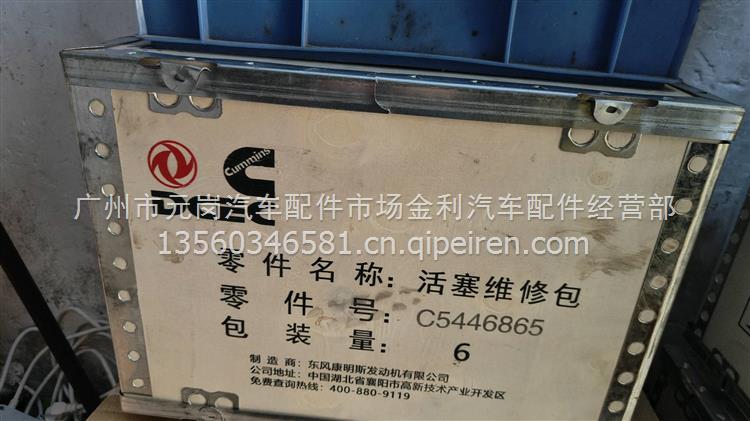 Cummins
广州市元岗汽车配件市场金利汽车配件经营部
13560346581.cn.qipeiren.com
零件名称：活塞维修包
零件号：C5446865
包装量：6
制造商：东风康明斯发动机有限公司
公司地址：中国湖北省襄阳市高新技术产业开发区
免费查询热线：400-880-9119